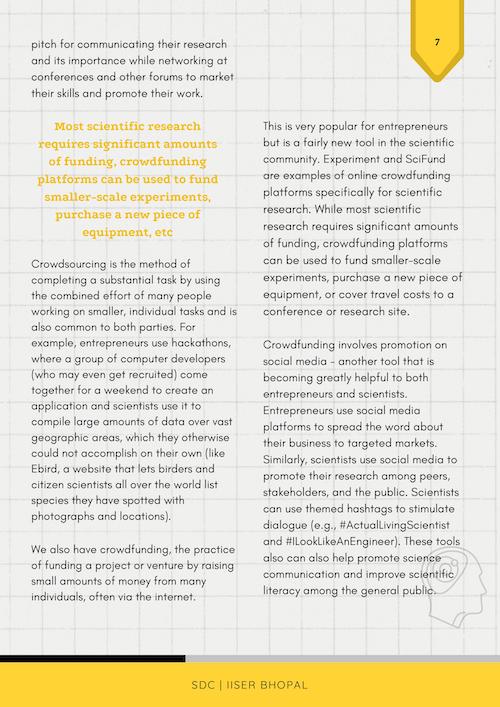 7
pitch for communicating their research
and its importance while networking at
conferences and other forums to market
their skills and promote their work.
Most scientific research
requires significant amounts
of funding, crowdfunding
platforms can be used to fund
smaller-scale experiments,
purchase a new piece of
equipment, etc
Crowdsourcing is the method of
completing a substantial task by using
the combined effort of many people
working on smaller, individual tasks and is
also common to both parties. For
example, entrepreneurs use hackathons,
where a group of computer developers
(who may even get recruited) come
together for a weekend to create an
application and scientists use it to
compile large amounts of data over vast
geographic areas, which they otherwise
could not accomplish on their own (like
Ebird, a website that lets birders and
citizen scientists all over the world list
species they have spotted with
photographs and locations).
We also have crowdfunding, the practice
of funding a project or venture by raising
small amounts of money from many
individuals, often via the internet.
This is very popular for entrepreneurs
but is a fairly new tool in the scientific
community. Experiment and SciFund
are examples of online crowdfunding
platforms specifically for scientific
research. While most scientific
research requires significant amounts
of funding, crowdfunding platforms
can be used to fund smaller-scale
experiments, purchase a new piece of
equipment, or cover travel costs to a
conference or research site.
Crowdfunding involves promotion on
social media - another tool that is
becoming greatly helpful to both
entrepreneurs and scientists.
Entrepreneurs use social media
platforms to spread the word about
their business to targeted markets.
Similarly, scientists use social media to
promote their research among peers,
stakeholders, and the public. Scientists
can use themed hashtags to stimulate
dialogue (e.g., #ActualLivingScientist
and #ILookLikeAnEngineer). These tools
also can also help promote science
communication and improve scientific
literacy among the general public.
SDC | IISER BHOPAL